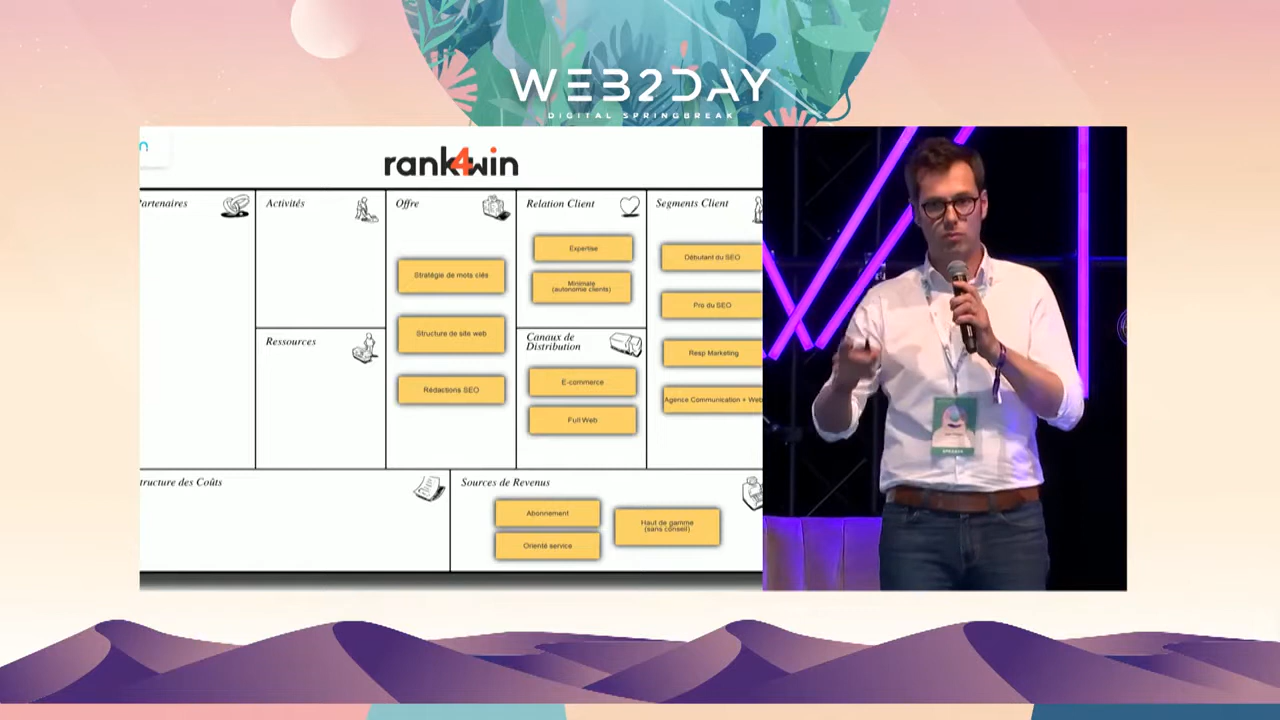 WEB2DAY
DIGITAL SPRINGBREAK
n
rank4win
Partenaires
Activités
Offre
Relation Client
Segments Client
Expertise
Minimale
(autonomie clients)
Stratégie de mots clés
Structure de site web
Rédactions SEO
Débutant du SEO
Pro du SEO
Resp Marketing
Agence Communication + Web
Ressources
Canaux de
Distribution
E-commerce
Full Web
tructure des Coûts
Sources de Revenus
Abonnement
Orienté service
Haut de gamme
(sans conseil)
SPEAKER